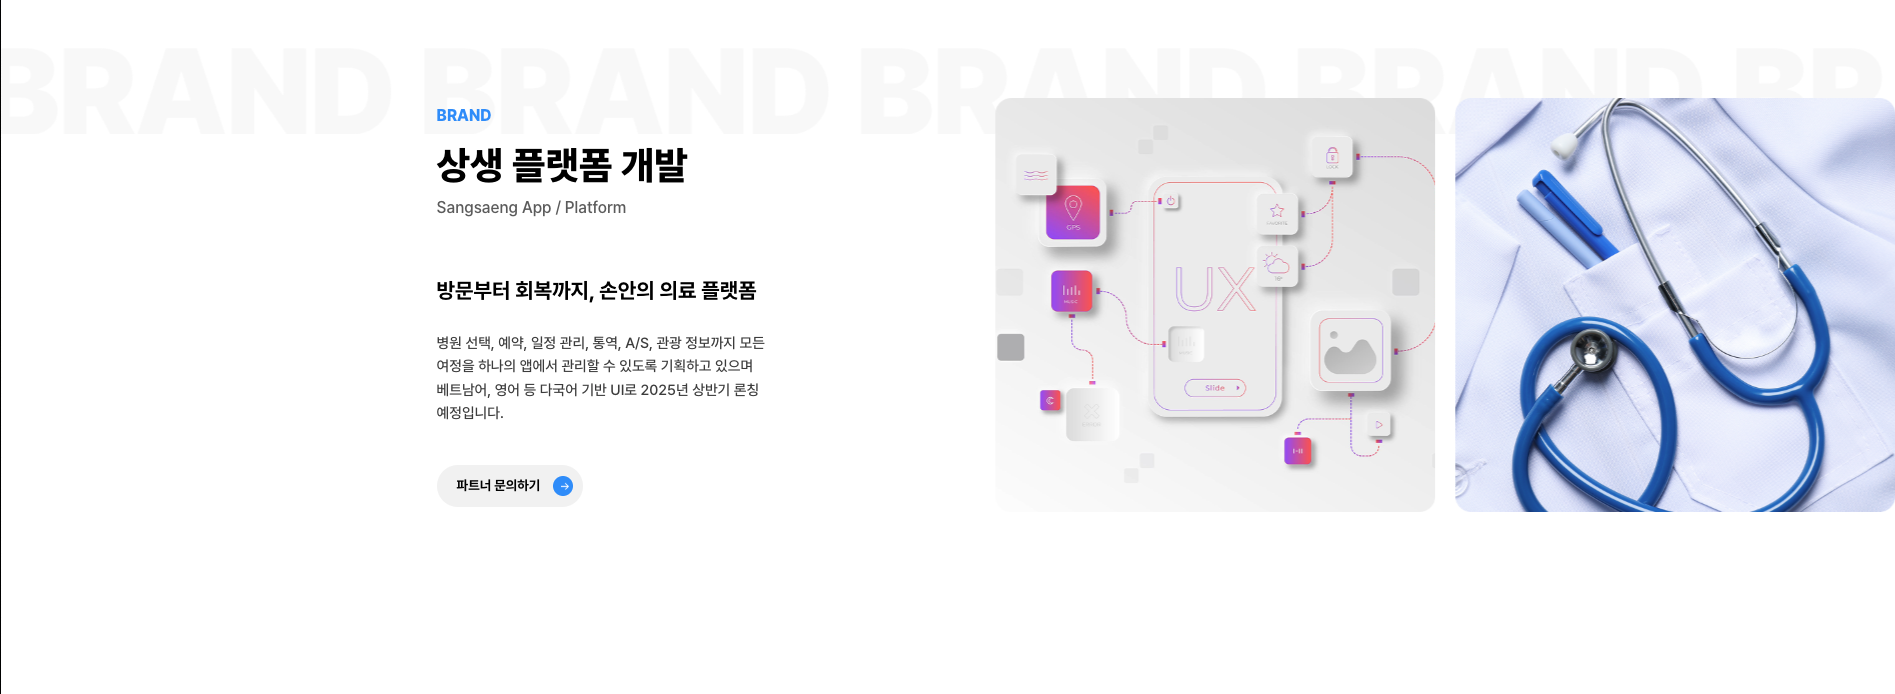 BRAND BRAND BRAND BRAND BR
BRAND
상생 플랫폼 개발
Sangsaeng App / Platform
방문부터 회복까지, 손안의 의료 플랫폼
병원 선택, 예약, 일정 관리, 통역, A/S, 관광 정보까지 모든
여정을 하나의 앱에서 관리할 수 있도록 기획하고 있으며
베트남어, 영어 등 다국어 기반 UI로 2025년 상반기 론칭
예정입니다.
파트너 문의하기
LOCK
GPS
FAVORITE
UX
MUSIC
Slide